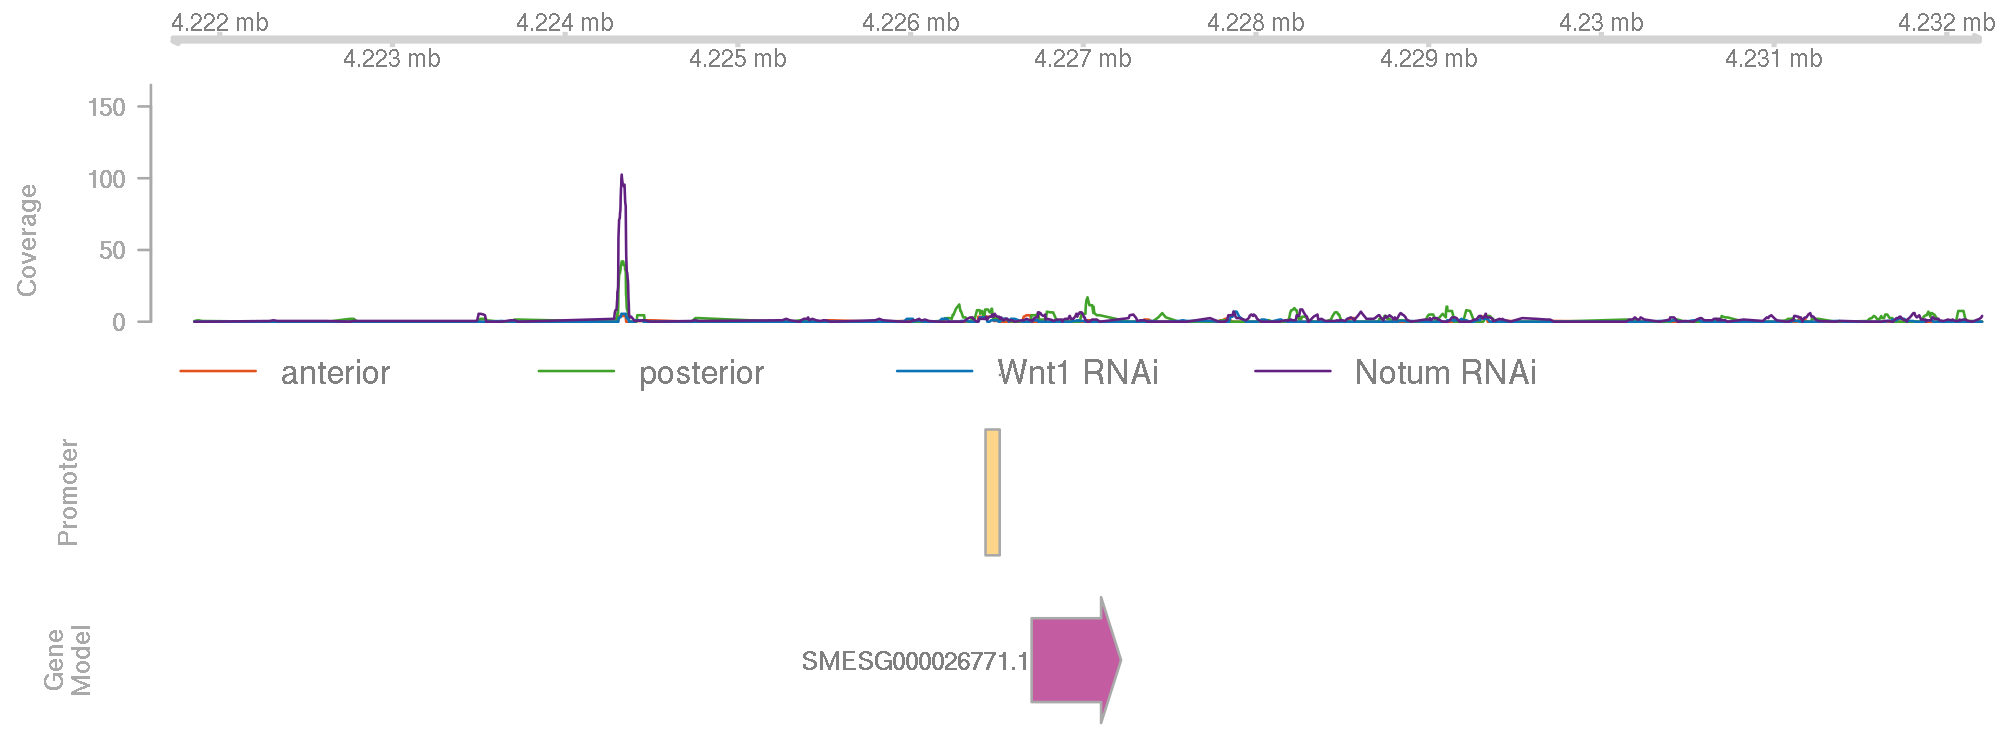 4.222 mb 4.224 mb 4.226 mb 4.228 mb 4.23 mb 4.232 mb
4.223 mb 4.225 mb 4.227 mb 4.229 mb 4.231 mb
150
100
50
0
Coverage
anterior posterior Wnt1 RNAi Notum RNAi
Promoter
Gene
Model
SMESG000026771.1